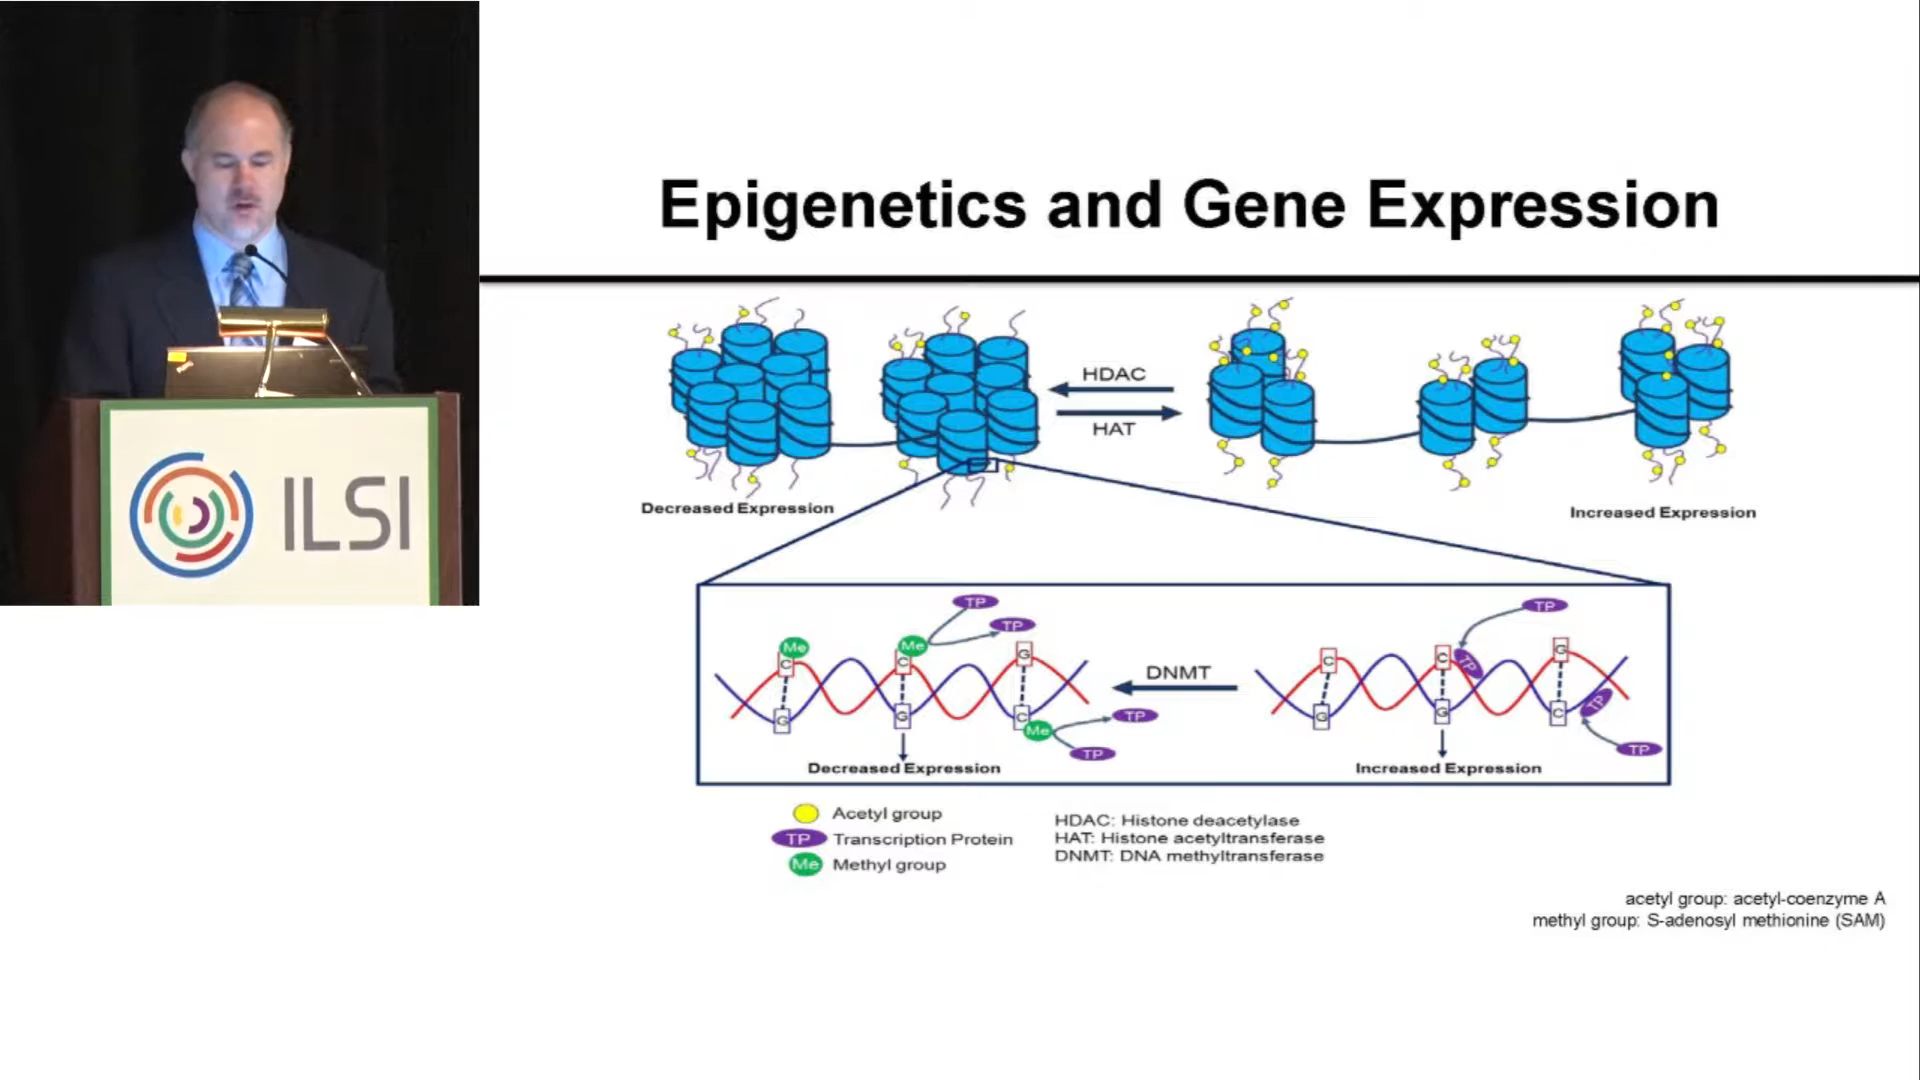 ILSI
Epigenetics and Gene Expression
HDAC
HAT
Decreased Expression
Increased Expression
TP
TP
TP
Me
Me
C
C
G
C
C
G
TP
DNMT
G
G
C
Me
TP
G
G
C
TP
TP
TP
Decreased Expression
Increased Expression
Acetyl group
TP Transcription Protein
Me Methyl group
HDAC: Histone deacetylase
HAT: Histone acetyltransferase
DNMT: DNA methyltransferase
acetyl group: acetyl-coenzyme A
methyl group: S-adenosyl methionine (SAM)